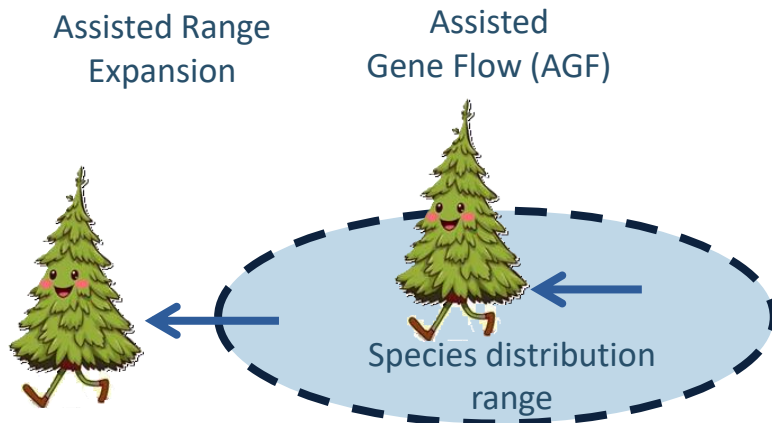 Assisted Range
Expansion
Assisted
Gene Flow (AGF)
Species distribution
range